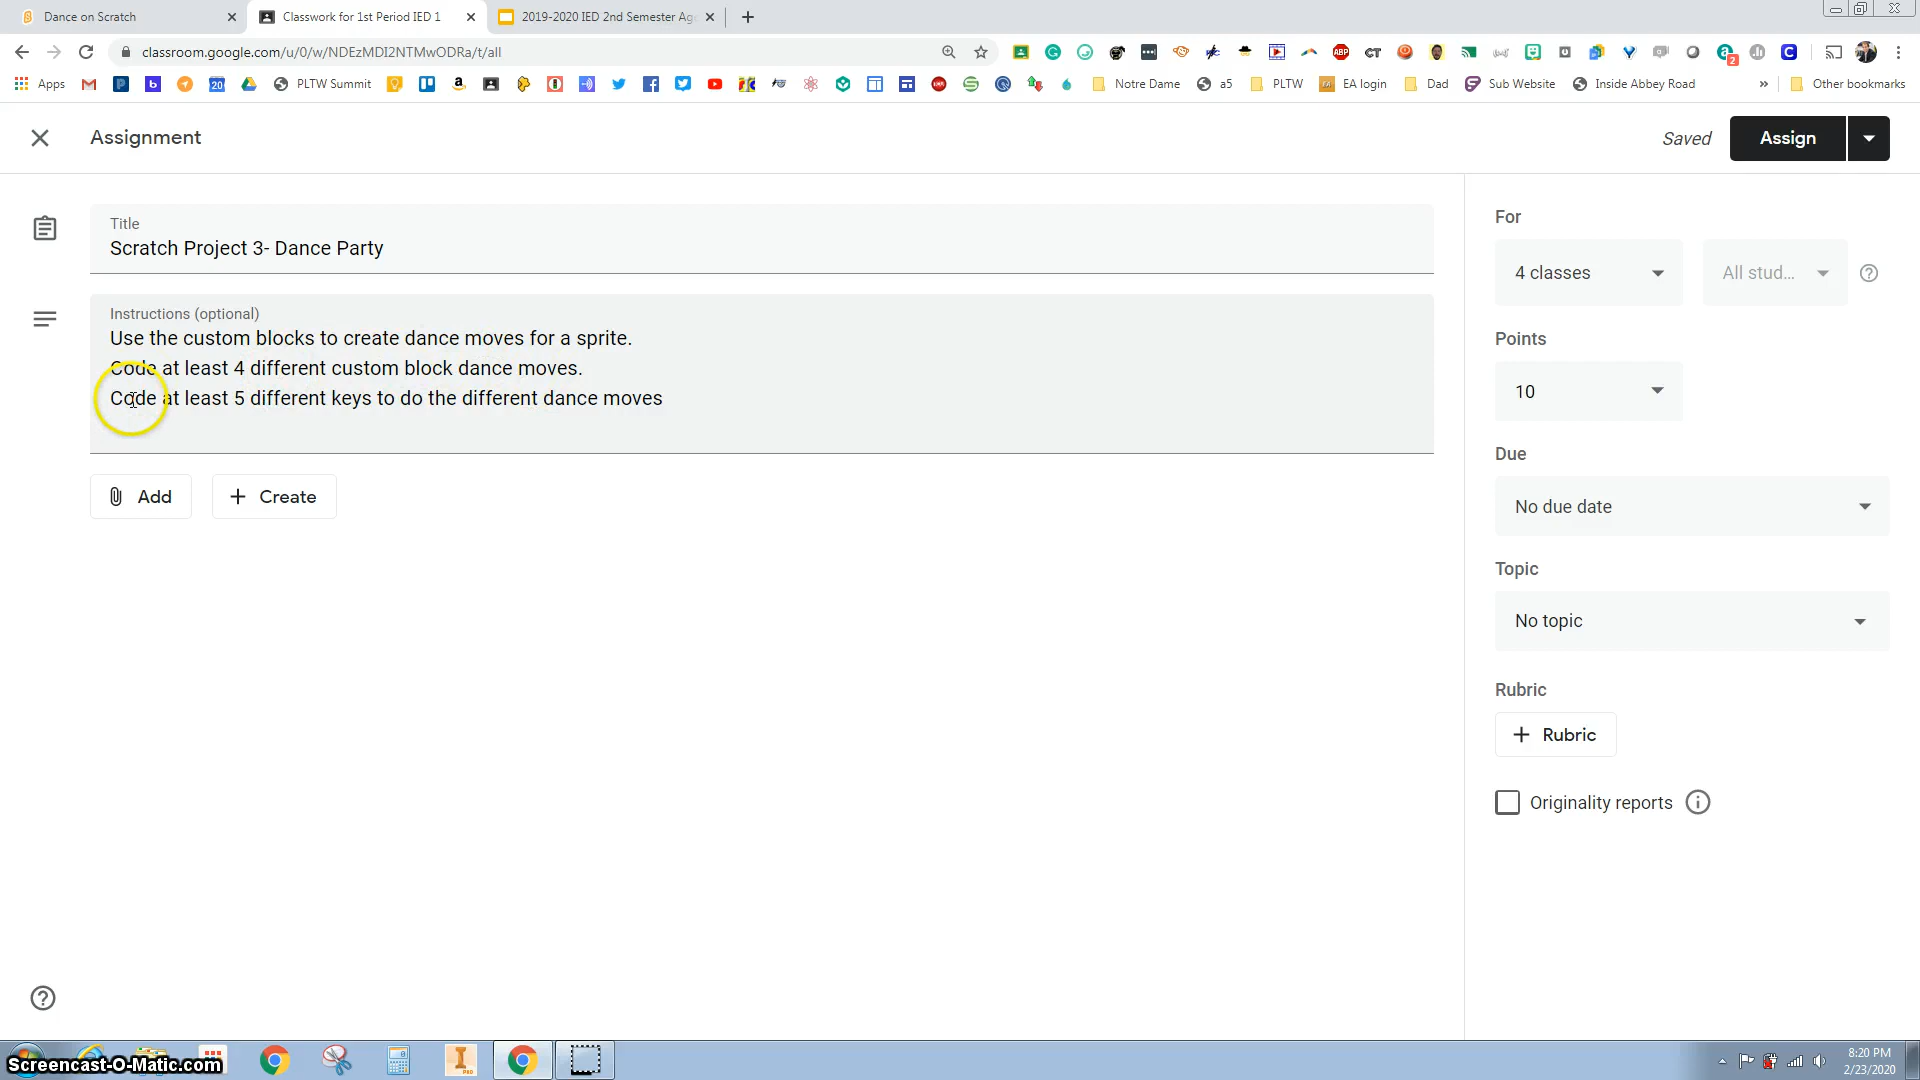 Dance on Scratch
Classwork for 1st Period IED 1
2019-2020 IED 2nd Semester Age
classroom.google.com/u/0/w/NDEzMDI2NTMwODRa/t/all
Apps
PLTW Summit
Notre Dame
a5
PLTW
EA login
Dad
Sub Website
Inside Abbey Road
»
Other bookmarks
Assignment
Saved
Assign
Title
Scratch Project 3- Dance Party
Instructions (optional)
Use the custom blocks to create dance moves for a sprite.
Code at least 4 different custom block dance moves.
Code at least 5 different keys to do the different dance moves
Add
Create
For
4 classes
All stud...
Points
10
Due
No due date
Topic
No topic
Rubric
Rubric
Originality reports
Screencast-O-Matic.com
8:20 PM
2/23/2020